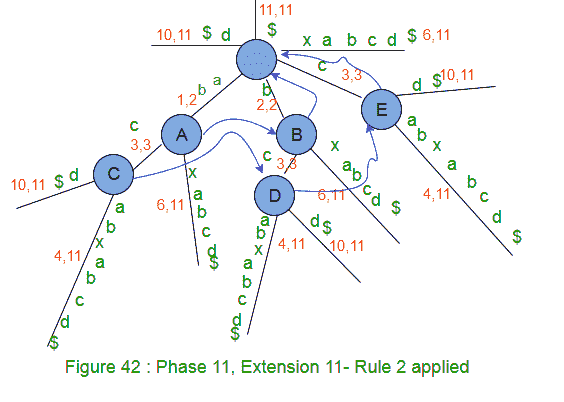 11,11
$
10,11 $ d
x a b c d $ 6,11
c
3,3
d $ 10,11
b a
1,2
b
2,2
E
A
B
c
3,3
C
c
3,3
D
10,11 $ d
x
a
b
c
d
$
6,11
x
a
b
c
d
$
6,11
a
b
x
a
b
c
d
$
4,11
a
b
x
a
b
c
d
$
4,11
a
b
x
a
b
c
d
$
4,11
d $
10,11
Figure 42 : Phase 11, Extension 11- Rule 2 applied